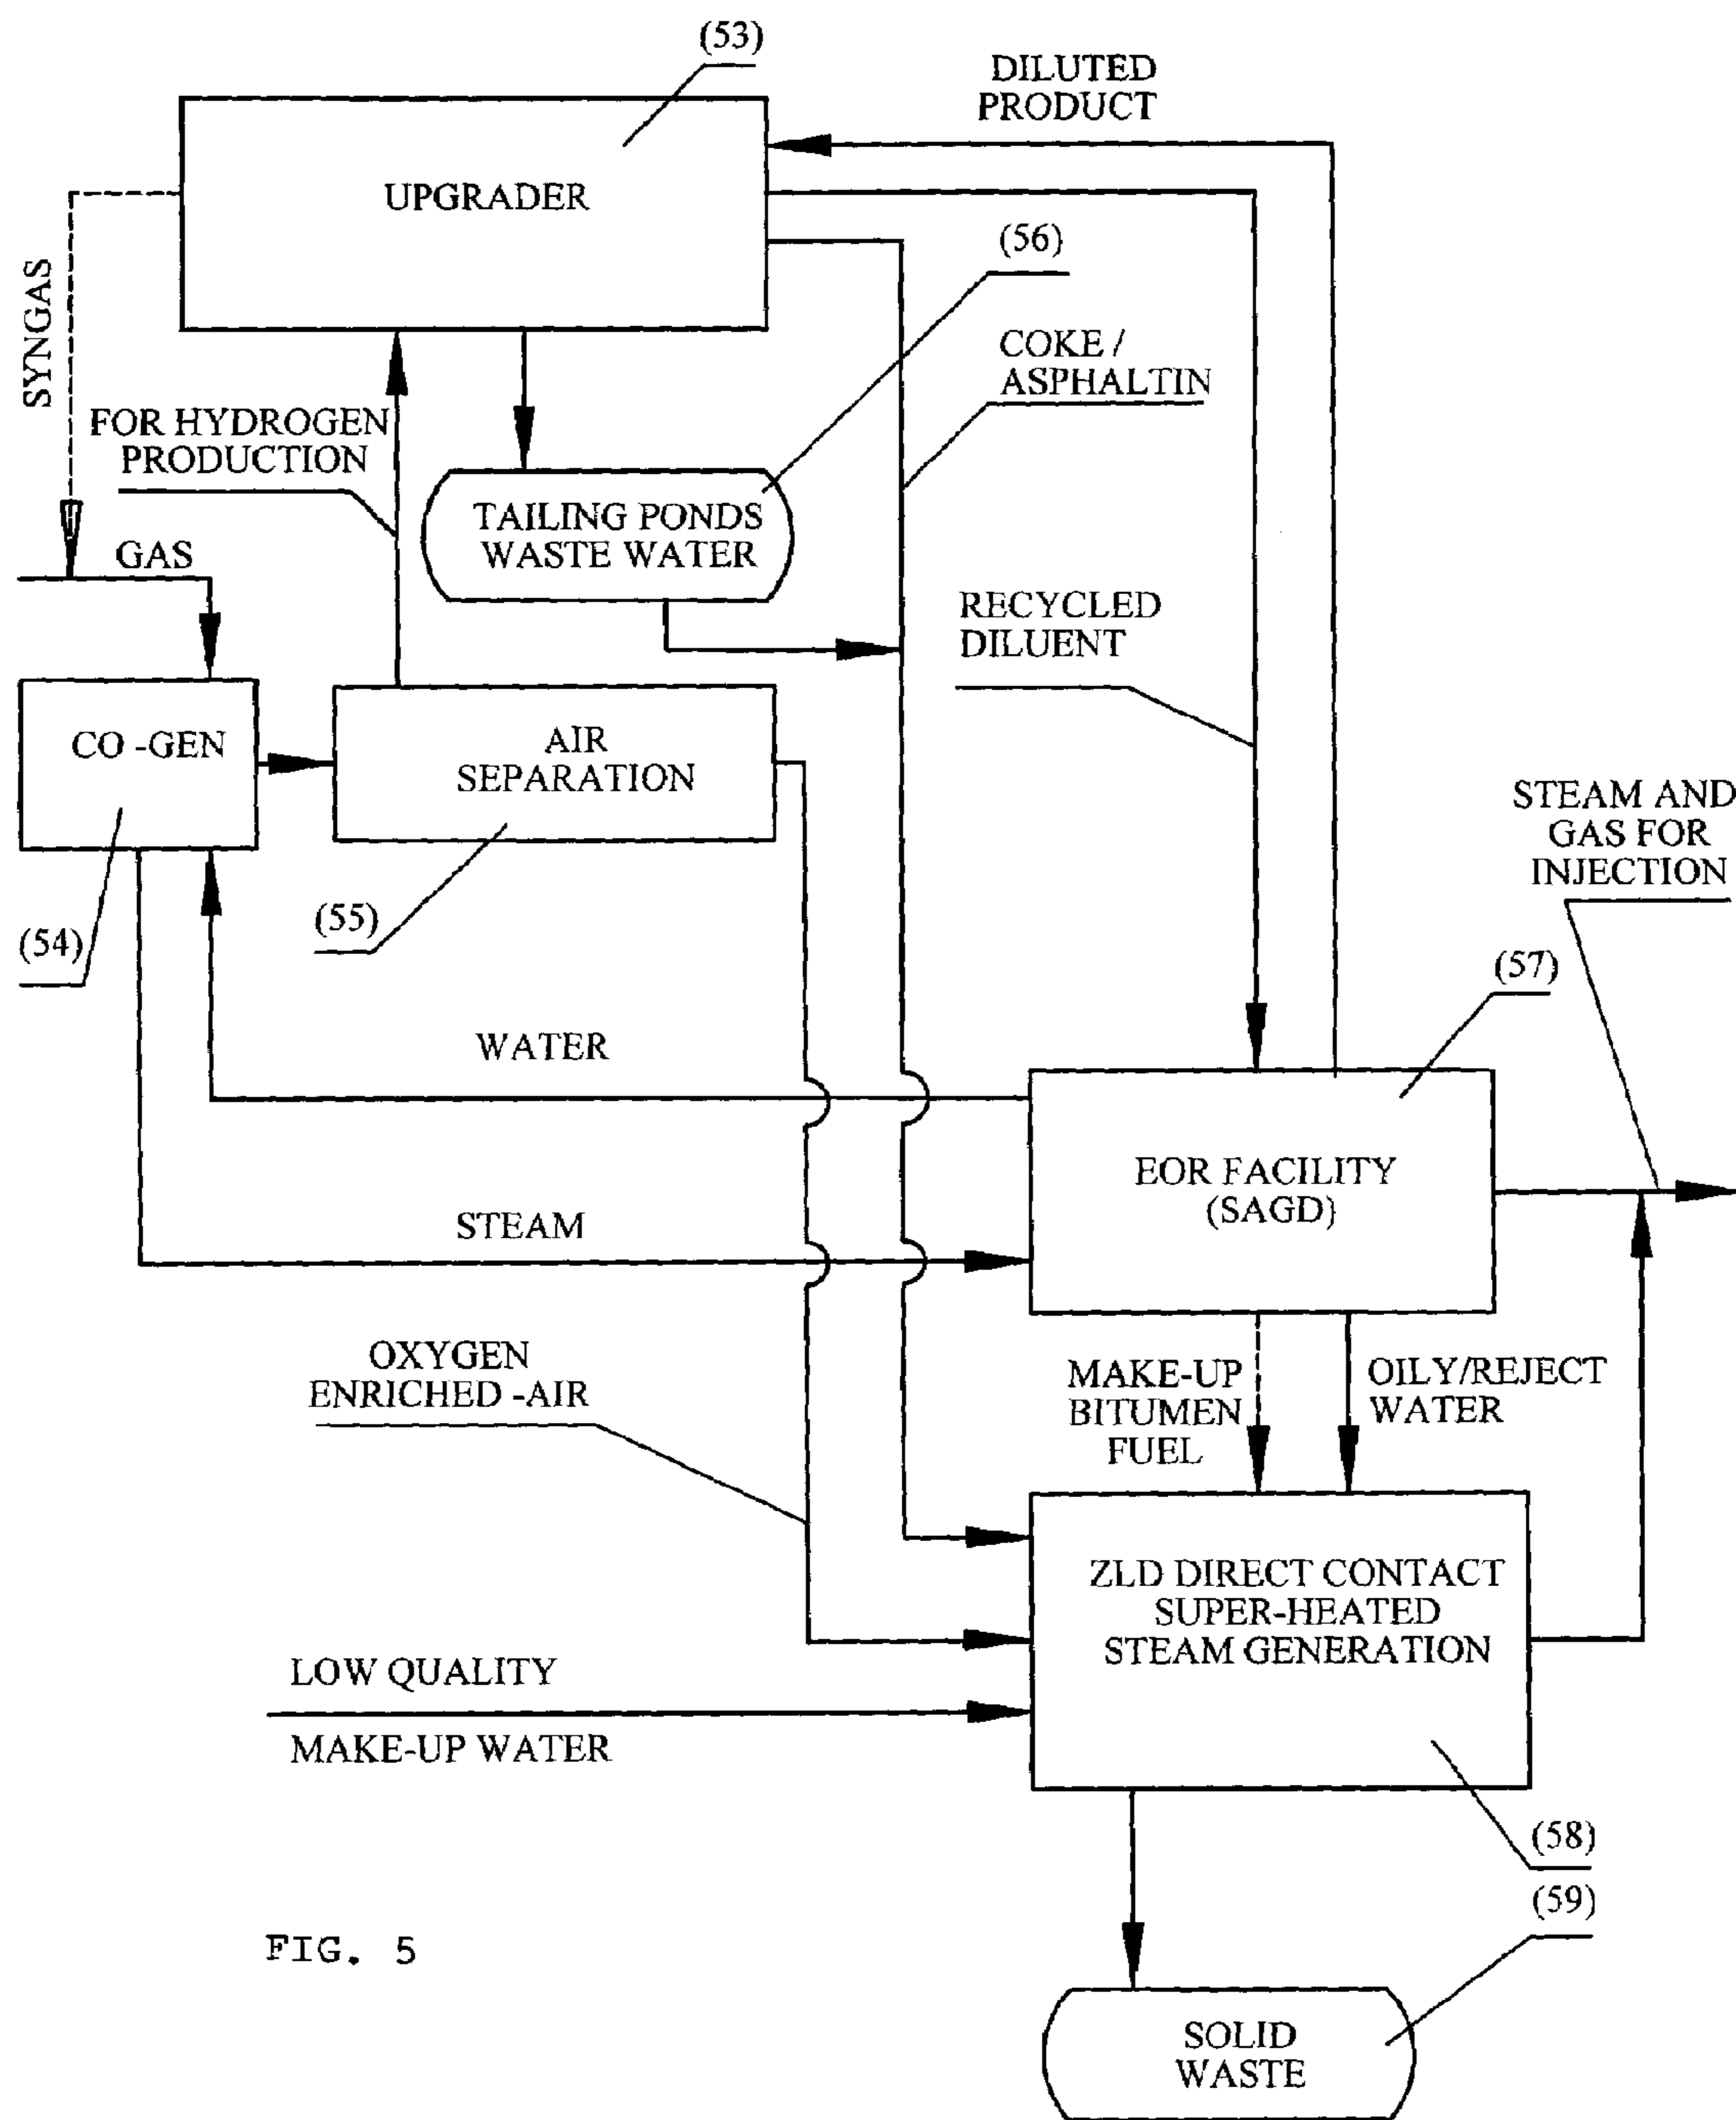 (53)
DILUTED
PRODUCT
UPGRADER
(56)
SYNGAS
COKE /
ASPHALTIN
FOR HYDROGEN
PRODUCTION
TAILING PONDS
WASTE WATER
GAS
RECYCLED
DILUENT
CO -GEN
AIR
SEPARATION
STEAM AND
GAS FOR
INJECTION
(54)
(55)
(57)
WATER
EOR FACILITY
(SAGD)
STEAM
OXYGEN
ENRICHED -AIR
MAKE-UP
BITUMEN
FUEL
OILY/REJECT
WATER
ZLD DIRECT CONTACT
SUPER-HEATED
STEAM GENERATION
LOW QUALITY
MAKE-UP WATER
(58)
(59)
FIG. 5
SOLID
WASTE